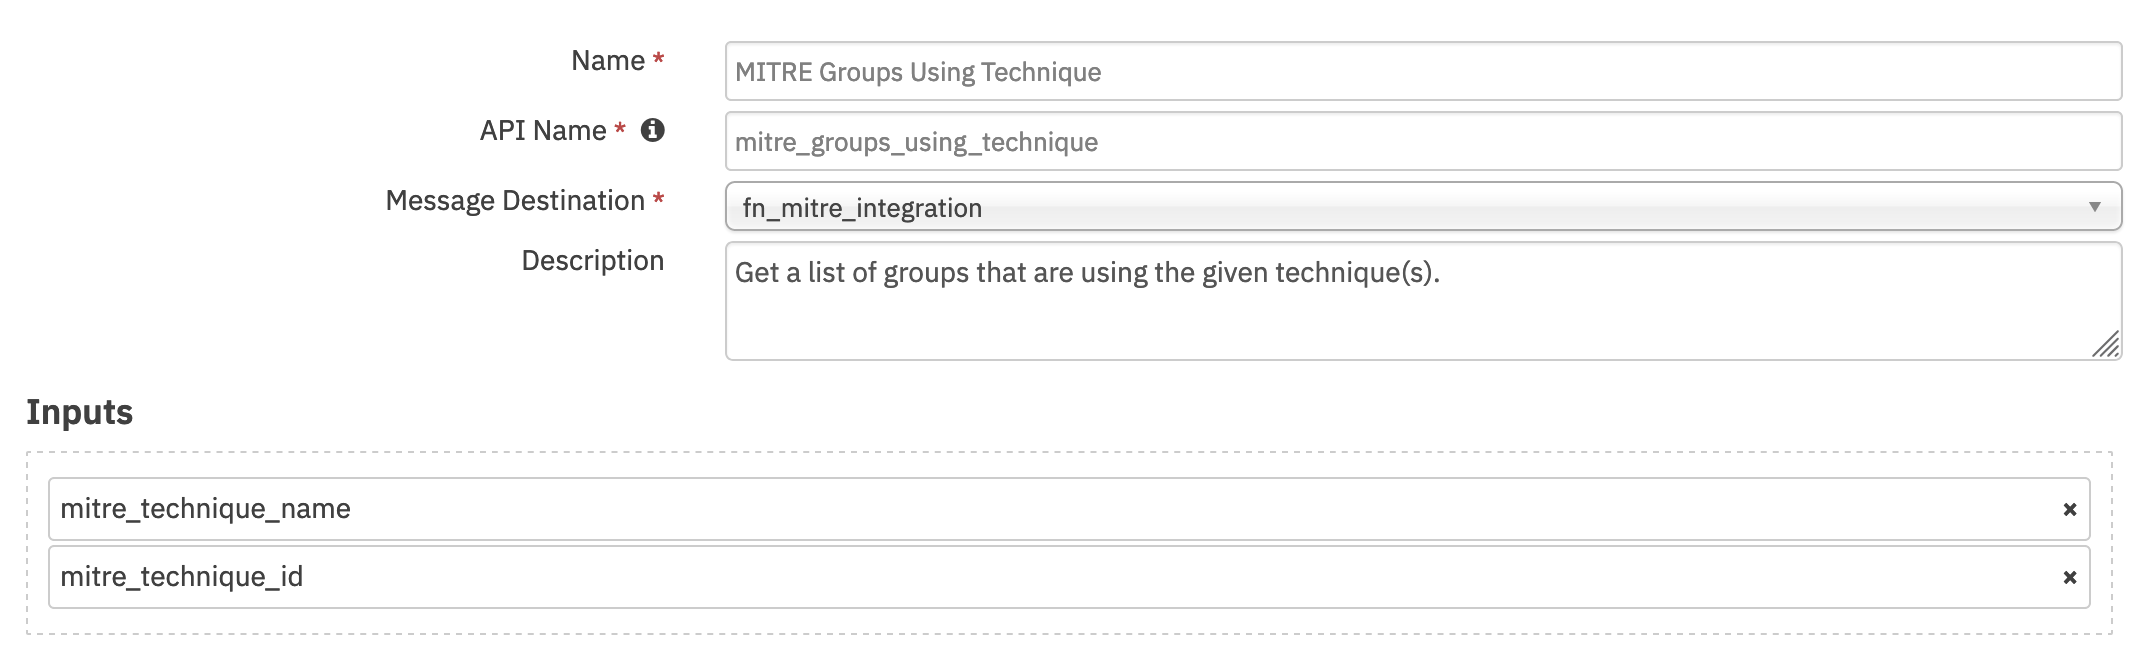 Name *
MITRE Groups Using Technique
API Name *
mitre_groups_using_technique
Message Destination *
fn_mitre_integration
Description
Get a list of groups that are using the given technique(s).
Inputs
mitre_technique_name
mitre_technique_id